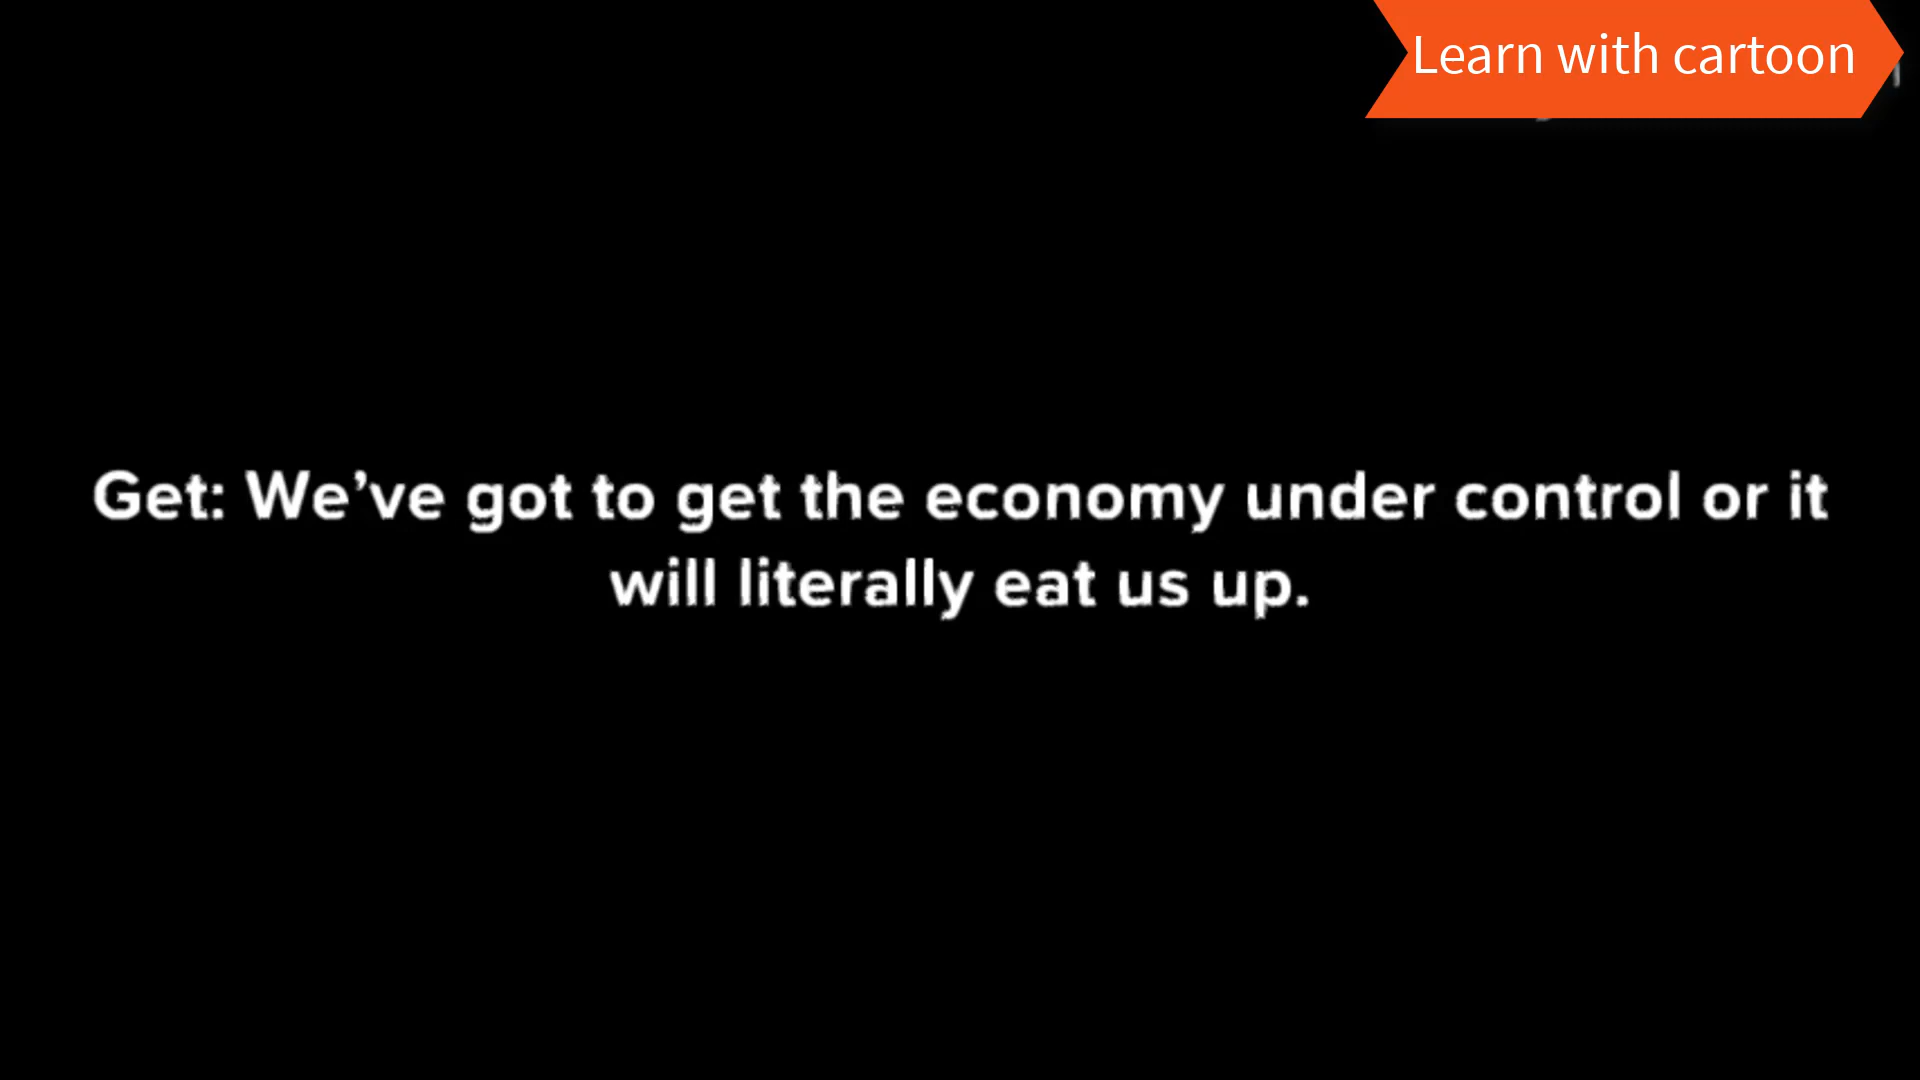 Learn with cartoon
Get: We’ve got to get the economy under control or it
will literally eat us up.